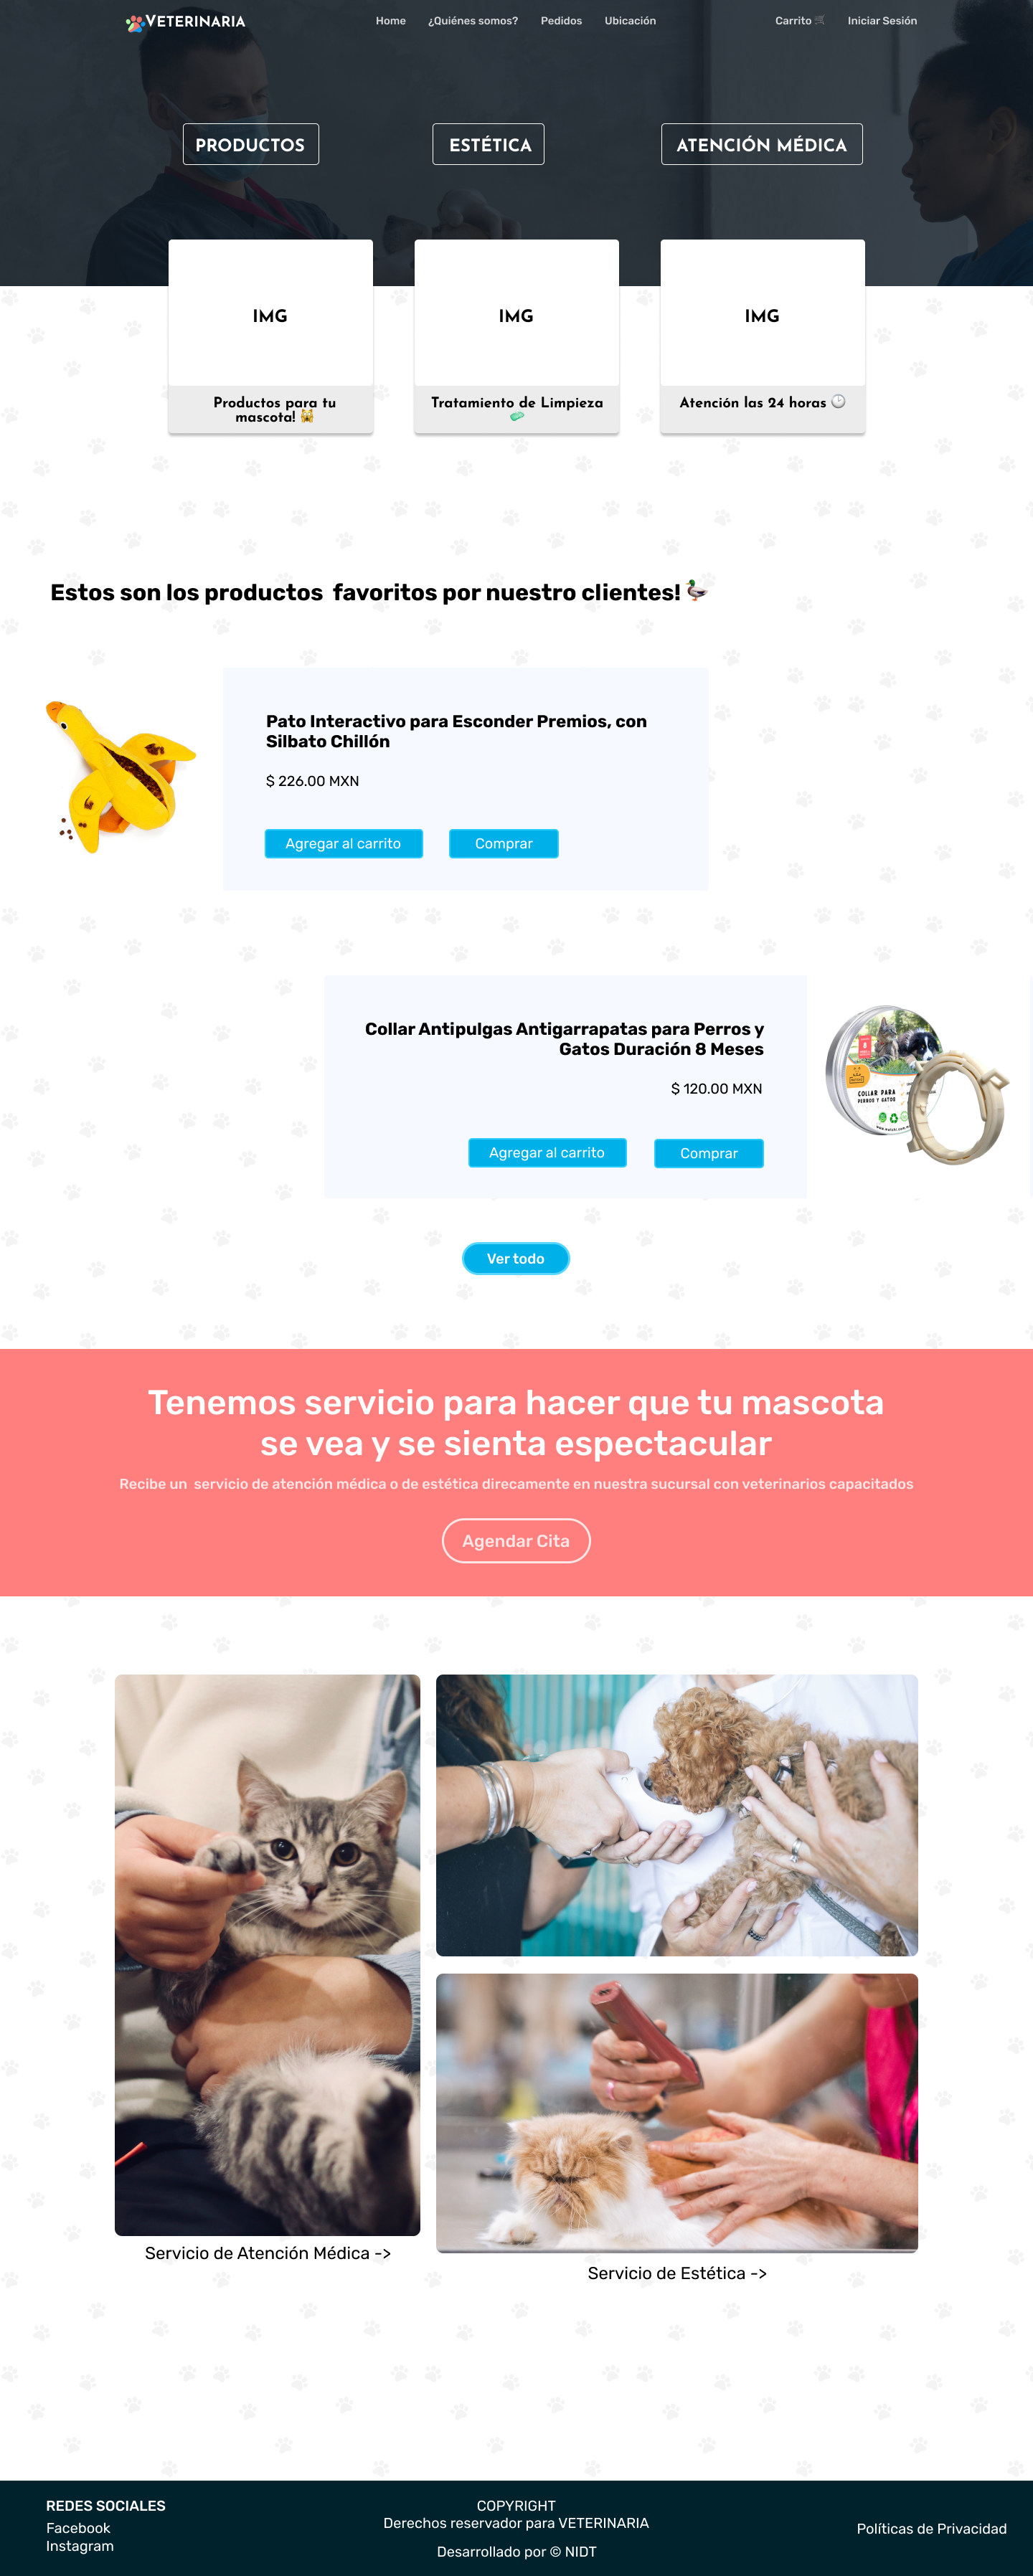 VETERINARIA
Home
¿Quiénes somos?
Pedidos
Ubicación
Carrito
Iniciar Sesión
PRODUCTOS
ESTÉTICA
ATENCIÓN MÉDICA
IMG
IMG
IMG
Productos para tu
mascota!
Tratamiento de Limpieza
Atención las 24 horas
Estos son los productos favoritos por nuestro clientes!
Pato Interactivo para Esconder Premios, con
Silbato Chillón
$ 226.00 MXN
Agregar al carrito
Comprar
Collar Antipulgas Antigarrapatas para Perros y
Gatos Duración 8 Meses
$ 120.00 MXN
COLLAR PARA
PERROS Y GATOS
Agregar al carrito
Comprar
Ver todo
Tenemos servicio para hacer que tu mascota
se vea y se sienta espectacular
Recibe un servicio de atención médica o de estética direcamente en nuestra sucursal con veterinarios capacitados
Agendar Cita
Servicio de Atención Médica ->
Servicio de Estética ->
REDES SOCIALES
Facebook
Instagram
COPYRIGHT
Derechos reservador para VETERINARIA
Desarrollado por © NIDT
Políticas de Privacidad